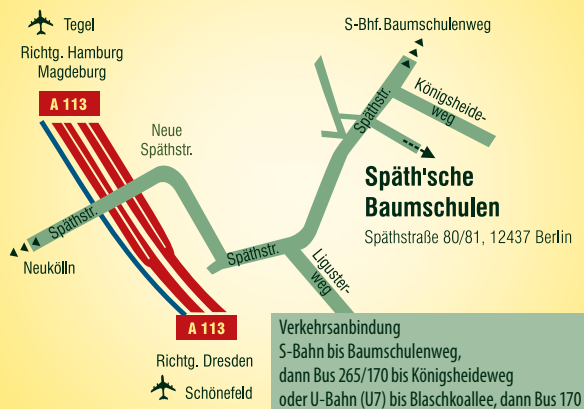 Tegel
Richtg. Hamburg
Magdeburg
A 113
S-Bhf. Baumschulenweg
Königsheide-
weg
Späthstr.
Neue
Späthstr.
Späth'sche
Baumschulen
Späthstraße 80/81, 12437 Berlin
Späthstr.
Neukölln
Späthstr.
Liguster-
weg
A 113
Richtg. Dresden
Schönefeld
Verkehrsanbindung
S-Bahn bis Baumschulenweg,
dann Bus 265/170 bis Königsheideweg
oder U-Bahn (U7) bis Blaschkoallee, dann Bus 170